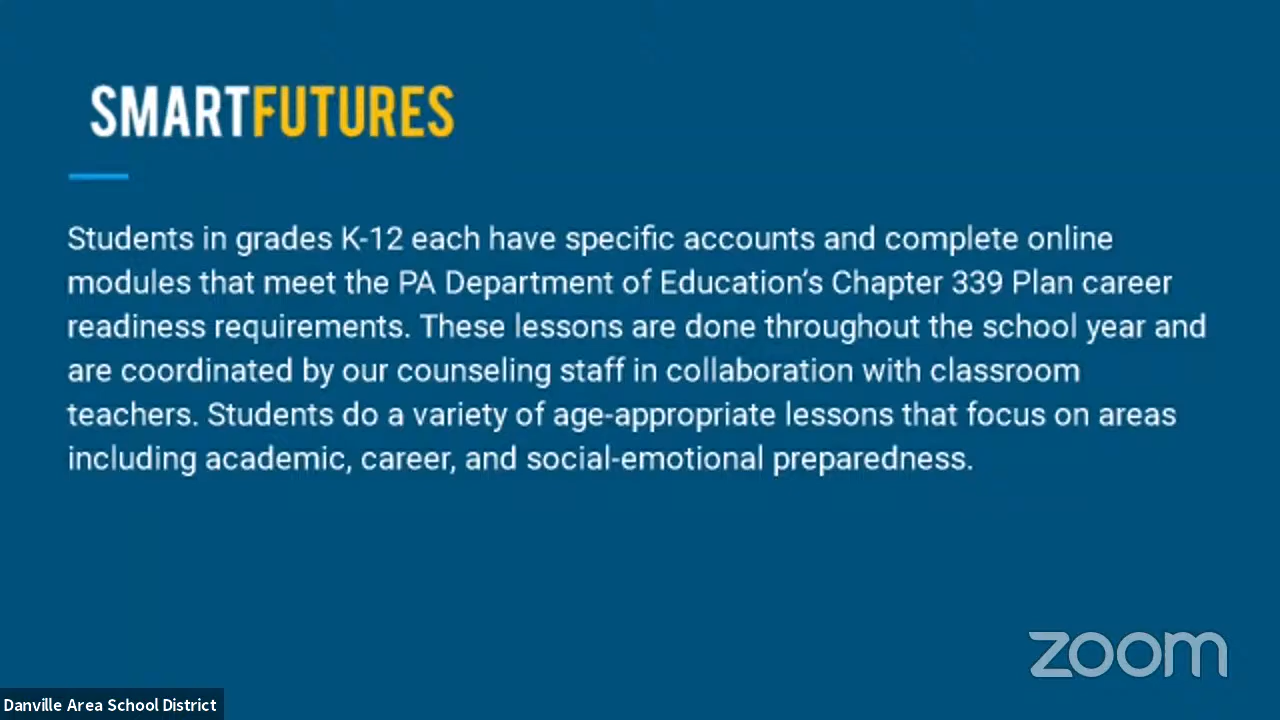 SMARTFUTURES
Students in grades K-12 each have specific accounts and complete online
modules that meet the PA Department of Education’s Chapter 339 Plan career
readiness requirements. These lessons are done throughout the school year and
are coordinated by our counseling staff in collaboration with classroom
teachers. Students do a variety of age-appropriate lessons that focus on areas
including academic, career, and social-emotional preparedness.
zoom
Danville Area School District